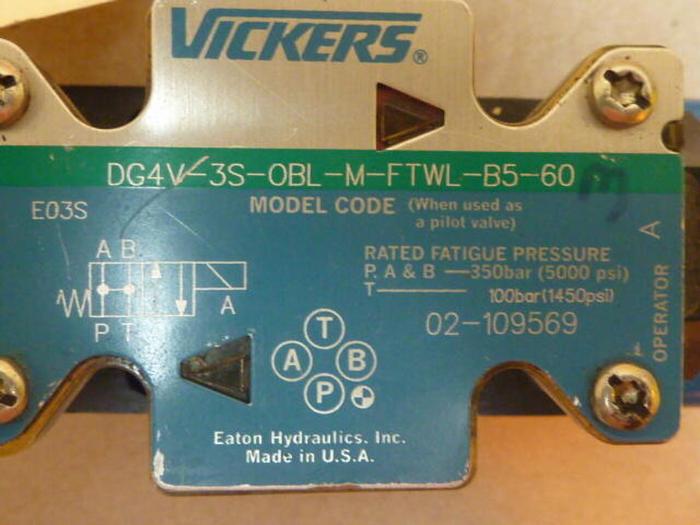 VICKERS®
DG4V-3S-OBL-M-FTWL-B5-60
E03S
MODEL CODE (When used as
a pilot valve)
A B
A
P T
RATED FATIGUE PRESSURE
P, A & B —350bar (5000 psi)
T——— 100bar(1450psi)
02-109569
OPERATOR A
T
A B
P
Eaton Hydraulics, Inc.
Made in U.S.A.